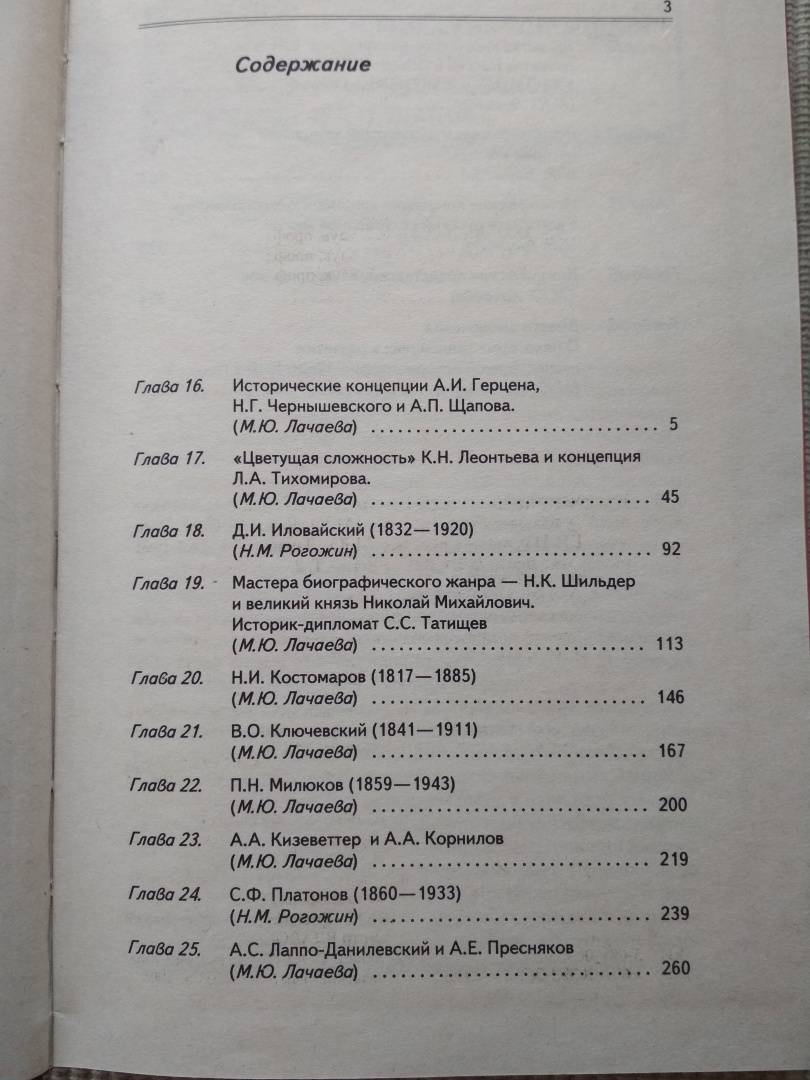 3
Содержание
Глава 16. Исторические концепции А.И. Герцена,
Н.Г. Чернышевского и А.П. Щапова.
(М.Ю. Лачаева) ................................. 5
Глава 17. «Цветущая сложность» К.Н. Леонтьева и концепция
Л.А. Тихомирова.
(М.Ю. Лачаева) ................................ 45
Глава 18. Д.И. Иловайский (1832—1920)
(Н.М. Рогожин) ................................ 92
Глава 19. Мастера биографического жанра — Н.К. Шильдер
и великий князь Николай Михайлович.
Историк-дипломат С.С. Татищев
(М.Ю. Лачаева) ............................... 113
Глава 20. Н.И. Костомаров (1817—1885)
(М.Ю. Лачаева) ............................... 146
Глава 21. В.О. Ключевский (1841—1911)
(М.Ю. Лачаева) ............................... 167
Глава 22. П.Н. Милюков (1859—1943)
(М.Ю. Лачаева) ............................... 200
Глава 23. А.А. Кизеветтер и А.А. Корнилов
(М.Ю. Лачаева) ............................... 219
Глава 24. С.Ф. Платонов (1860—1933)
(Н.М. Рогожин) ............................... 239
Глава 25. А.С. Лаппо-Данилевский и А.Е. Пресняков
(М.Ю. Лачаева) ............................... 260